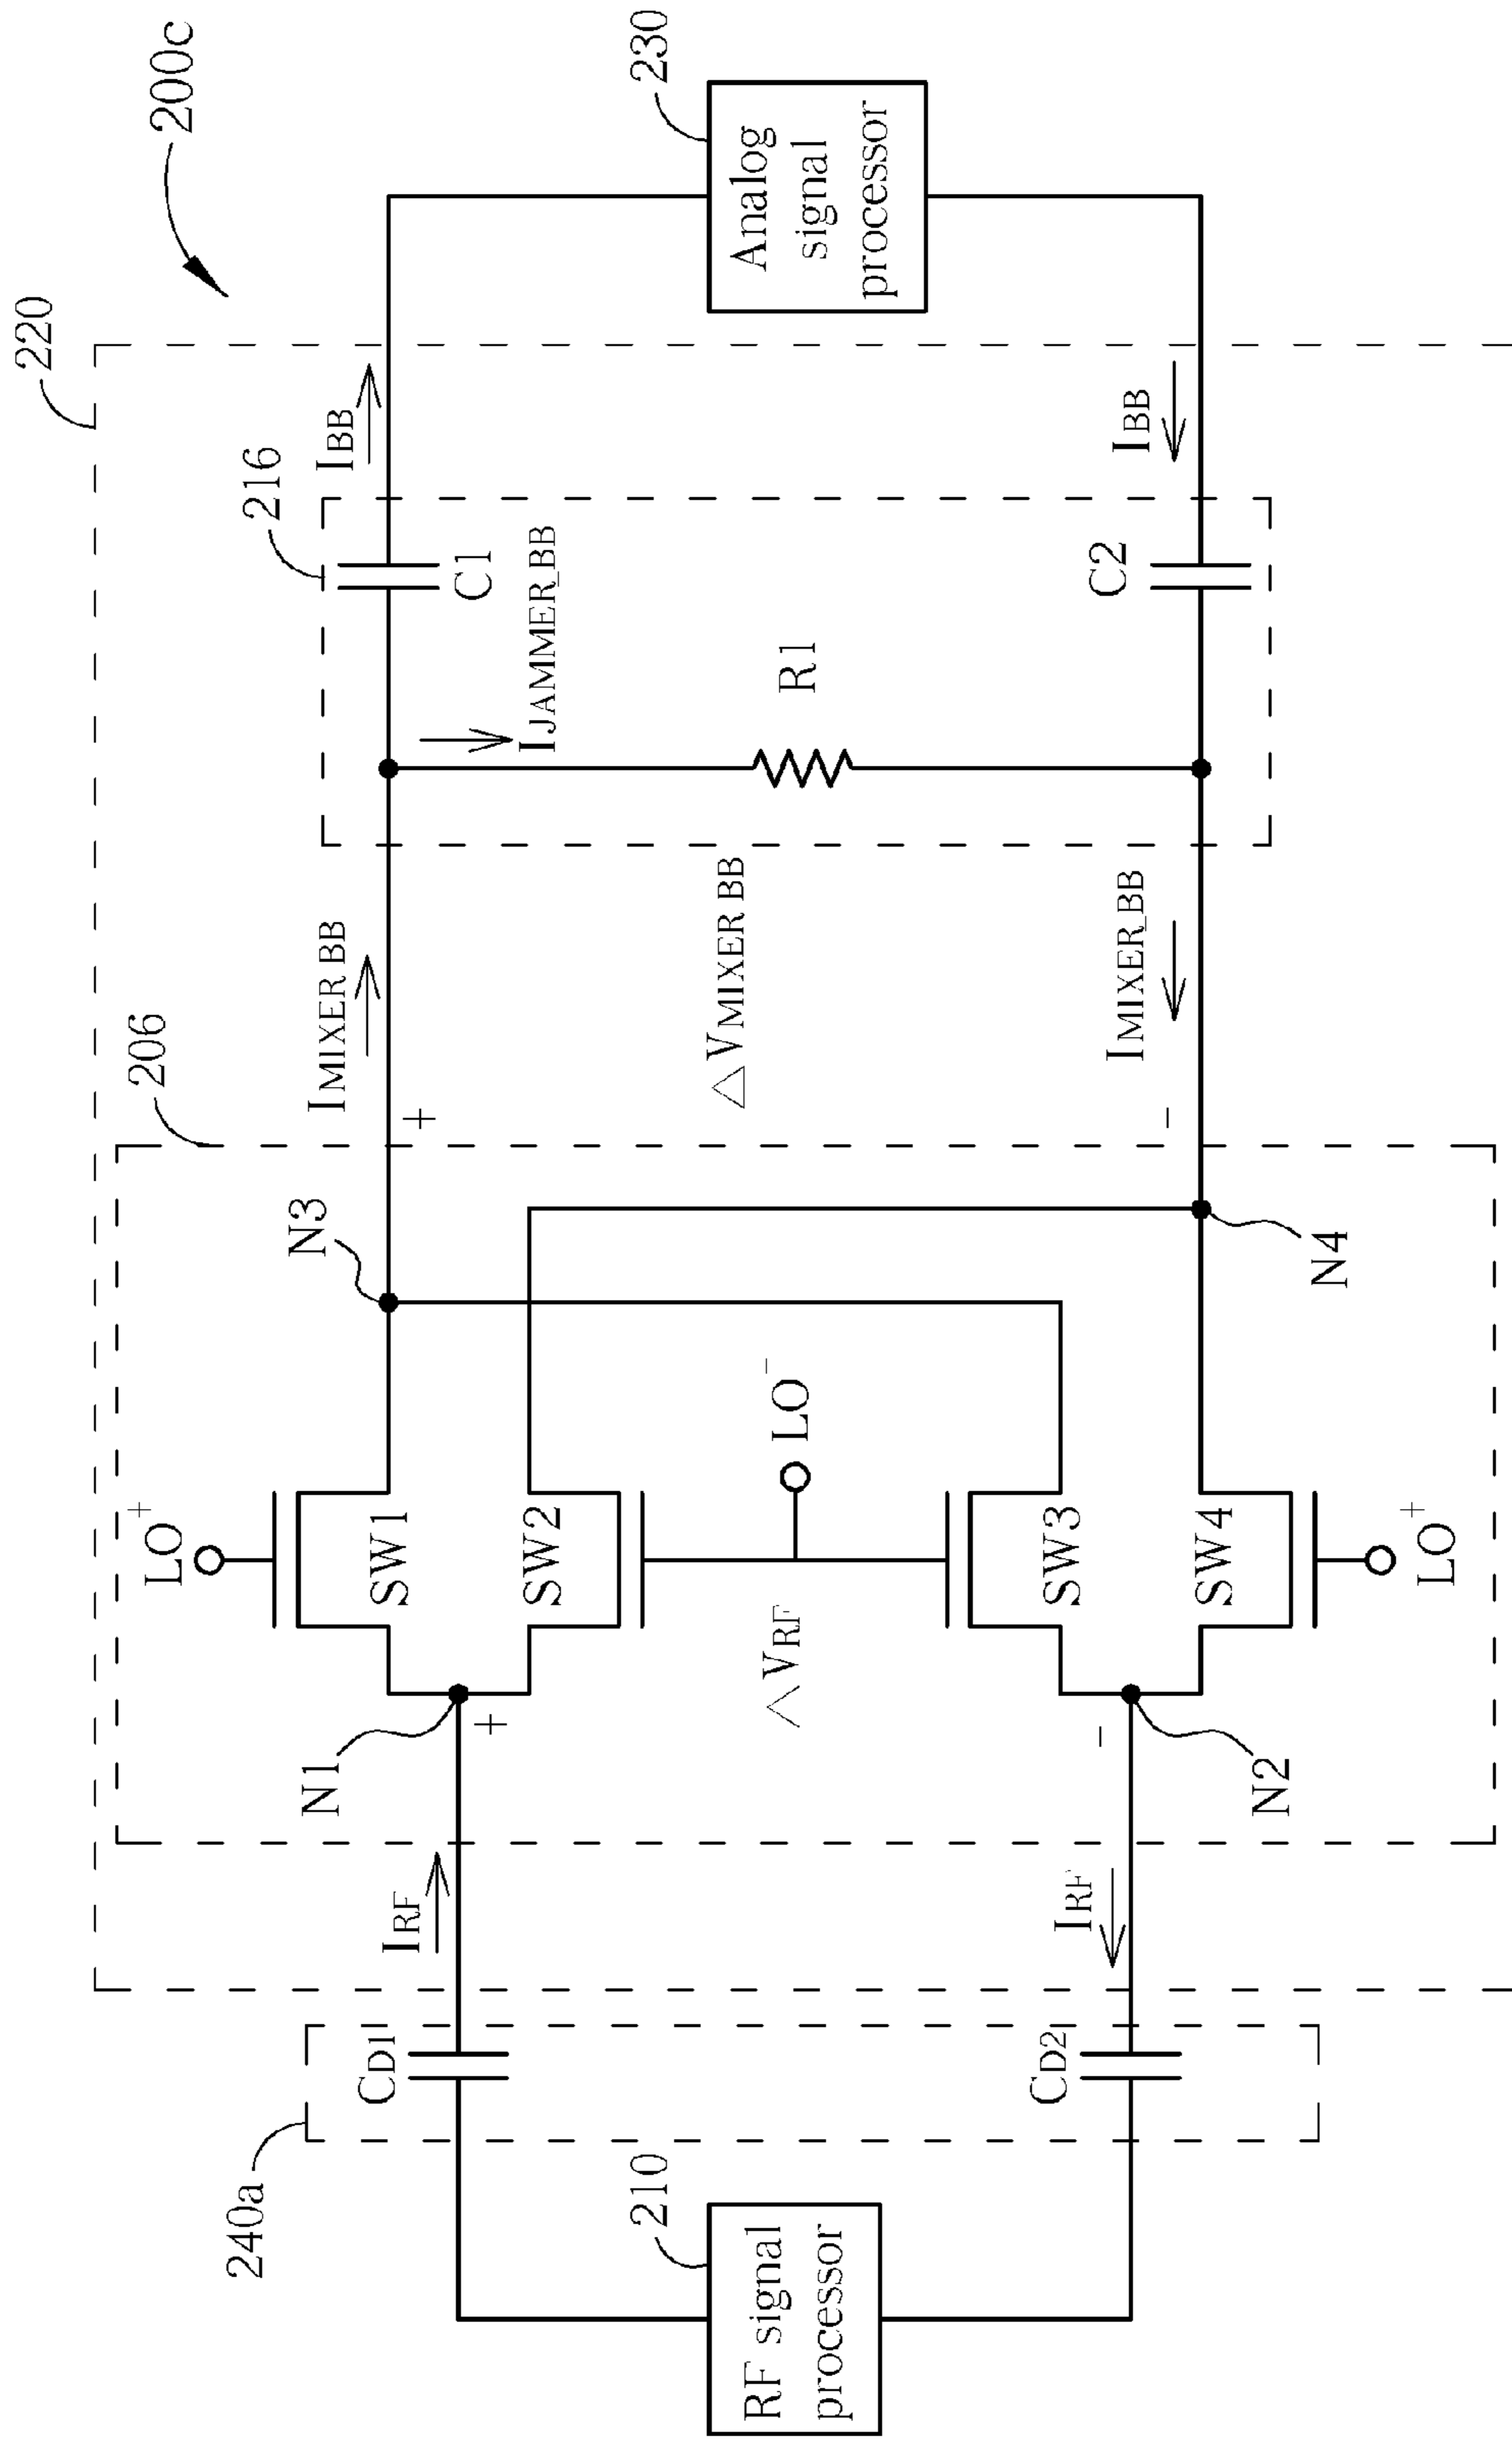 200c
220
216
206
240a
210
230
RF signal
processor
CD1
CD2
IRF
IRF
N1
N2
+
-
△VRF
LO+
SW1
SW2
LO-
SW3
SW4
LO+
N3
N4
IMIXER BB
+
△VMIXER BB
-
IMIXER_BB
IJAMMER_BB
R1
C1
C2
IBB
IBB
Analog
signal
processor